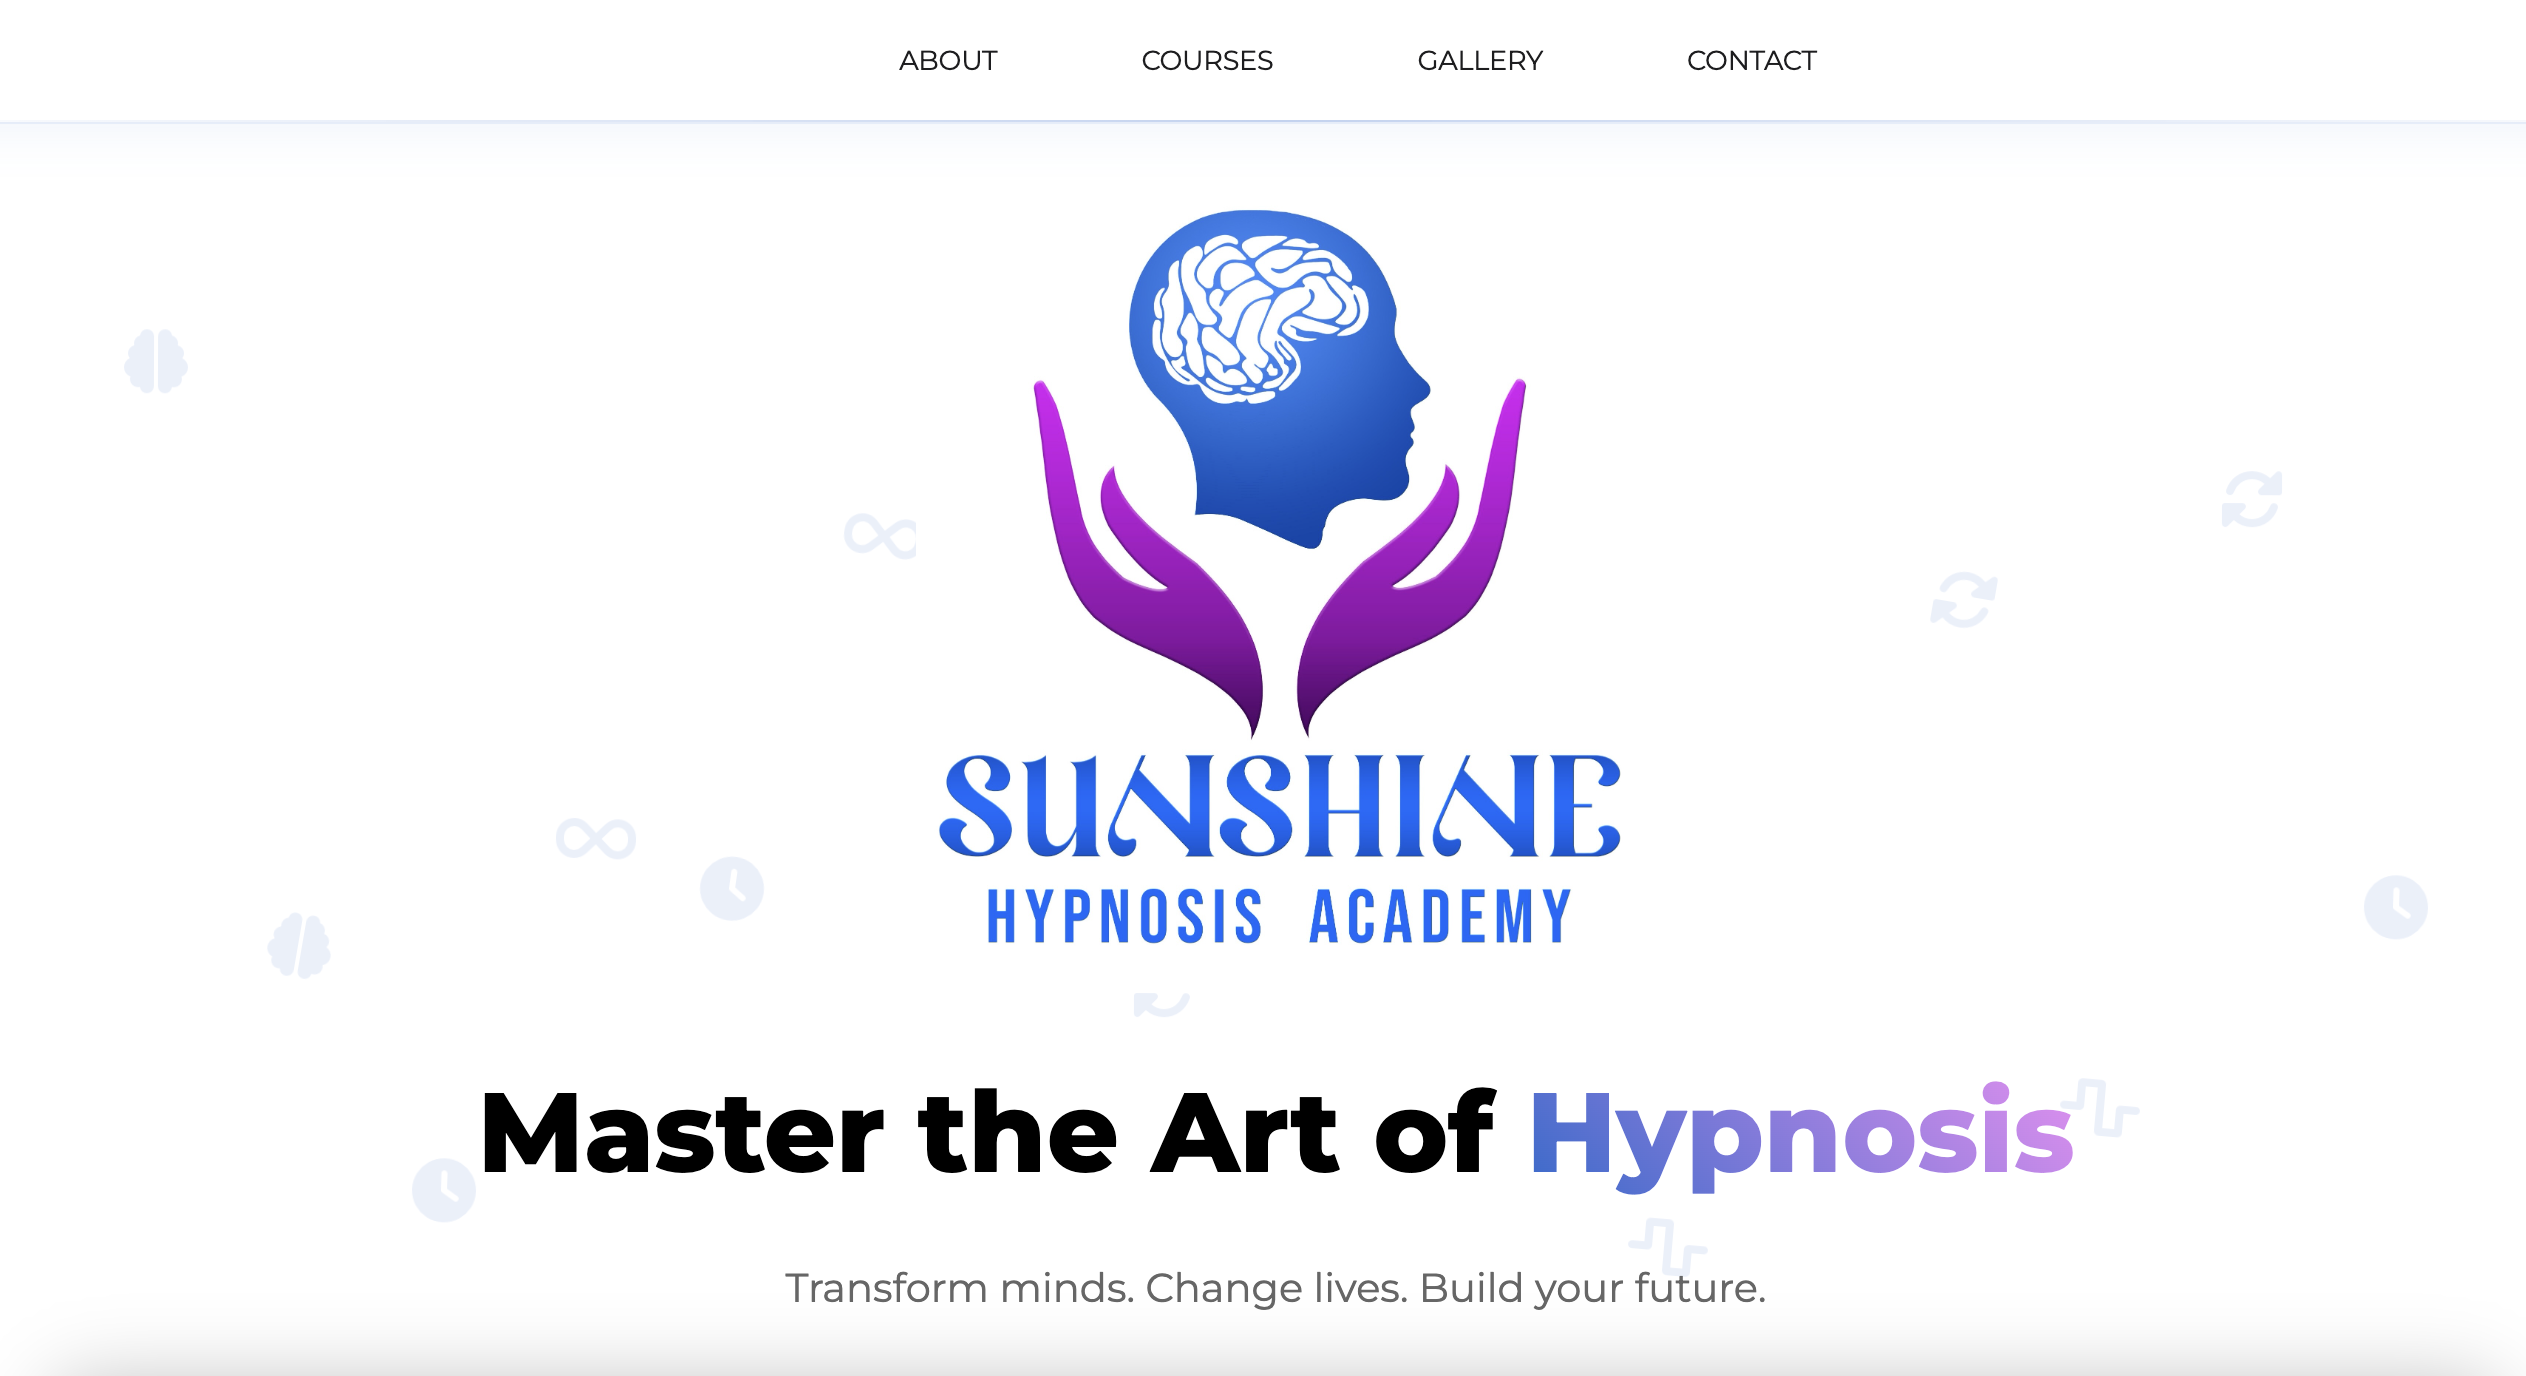 ABOUT COURSES GALLERY CONTACT
SUNSHINE
HYPNOSIS ACADEMY
Master the Art of Hypnosis
Transform minds. Change lives. Build your future.